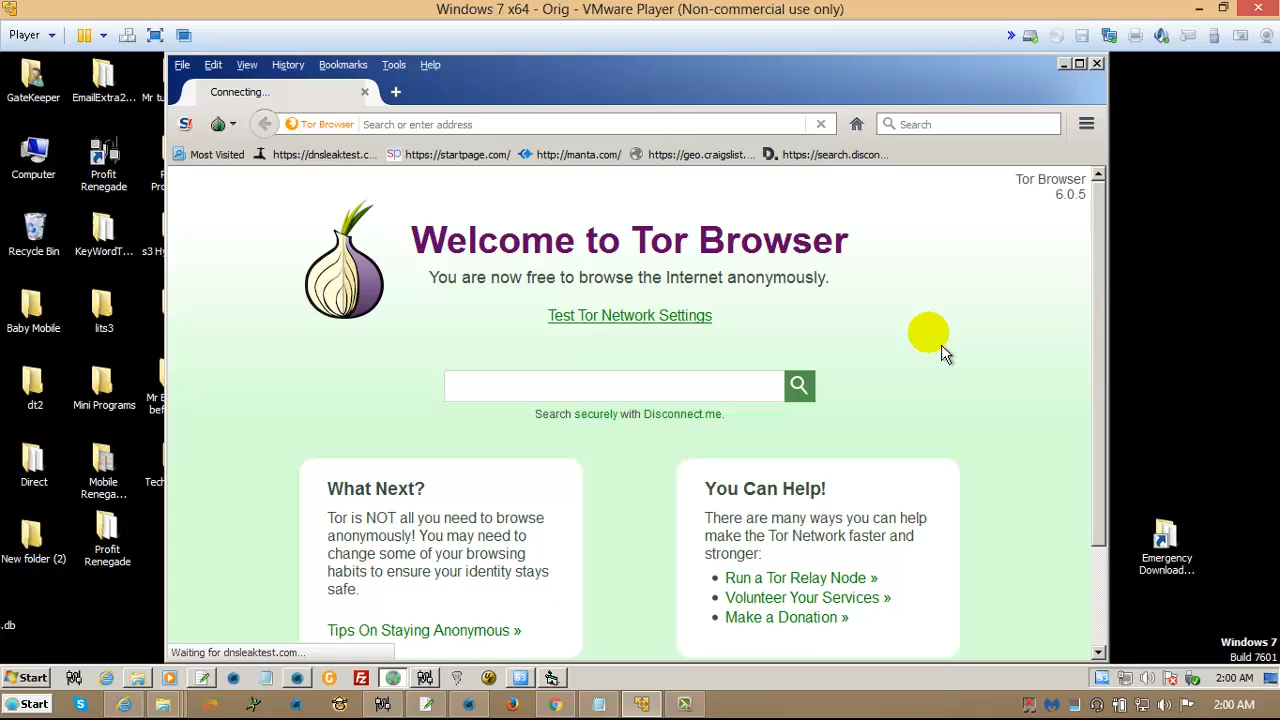 Windows 7 x64 - Orig - VMware Player (Non-commercial use only)
Player
File Edit View History Bookmarks Tools Help
Connecting...
Tor Browser Search or enter address
Search
Most Visited https://dnsleaktest.c... https://startpage.com/ http://manta.com/ https://geo.craigslist.... https://search.discon...
GateKeeper
EmailExtra2...
Mr tu
Computer
Profit Renegade
Recycle Bin
KeyWordT...
s3 Hy
Baby Mobile
lits3
dt2
Mini Programs
Direct
Mobile Renega...
Tech
New folder (2)
Profit Renegade
.db
Tor Browser
6.0.5
Welcome to Tor Browser
You are now free to browse the Internet anonymously.
Test Tor Network Settings
Search securely with Disconnect.me.
What Next?
Tor is NOT all you need to browse
anonymously! You may need to
change some of your browsing
habits to ensure your identity stays
safe.
Tips On Staying Anonymous »
You Can Help!
There are many ways you can help
make the Tor Network faster and
stronger:
Run a Tor Relay Node »
Volunteer Your Services »
Make a Donation »
Waiting for dnsleaktest.com...
Emergency
Download...
Windows 7
Build 7601
Start
2:00 AM
Start
2:00 AM